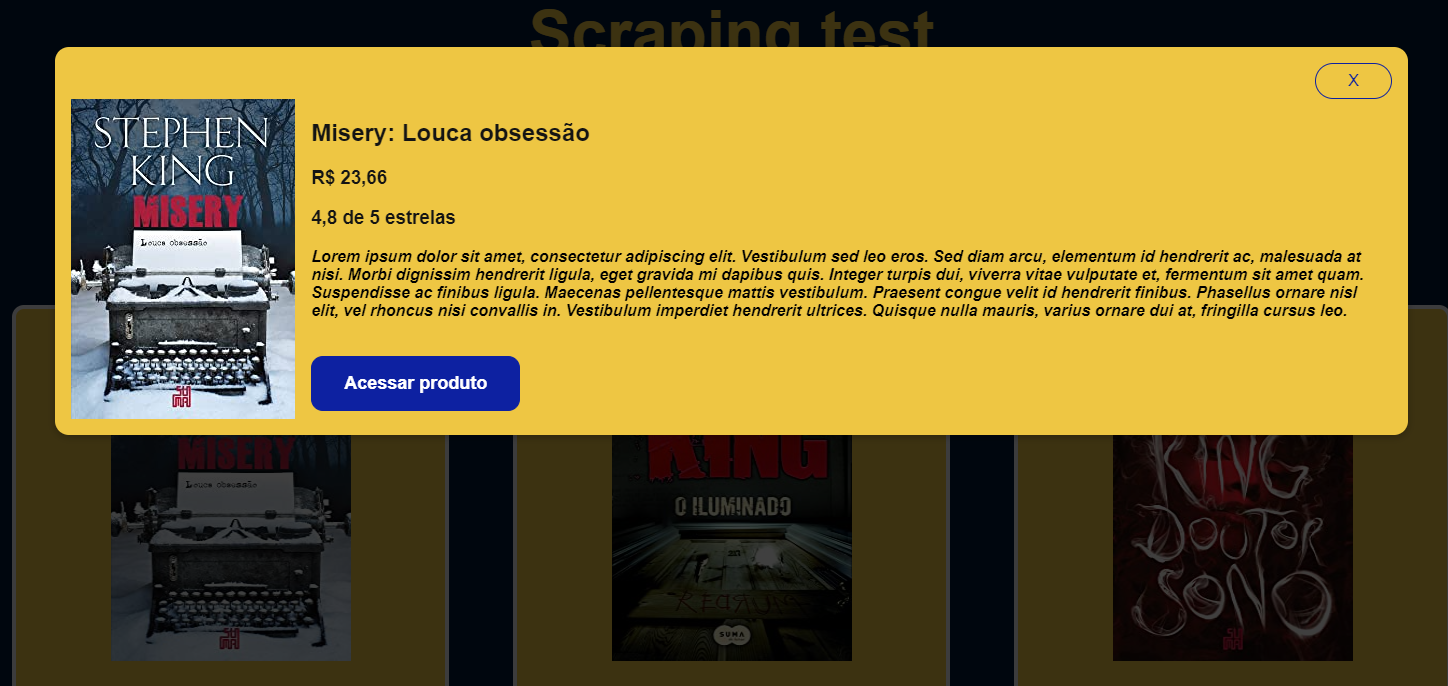 Scraping test
X
STEPHEN
KING
MISERY
Louca obsessão
SUMA
Misery: Louca obsessão
R$ 23,66
4,8 de 5 estrelas
Lorem ipsum dolor sit amet, consectetur adipiscing elit. Vestibulum sed leo eros. Sed diam arcu, elementum id hendrerit ac, malesuada at
nisi. Morbi dignissim hendrerit ligula, eget gravida mi dapibus quis. Integer turpis dui, viverra vitae vulputate et, fermentum sit amet quam.
Suspendisse ac finibus ligula. Maecenas pellentesque mattis vestibulum. Praesent congue velit id hendrerit finibus. Phasellus ornare nisl
elit, vel rhoncus nisi convallis in. Vestibulum imperdiet hendrerit ultrices. Quisque nulla mauris, varius ornare dui at, fringilla cursus leo.
Acessar produto
MISERY
Louca obsessão
SUMA
KING
O ILUMINADO
REDRUM
SUMA
KING
DOUTOR
SONO
SUMA